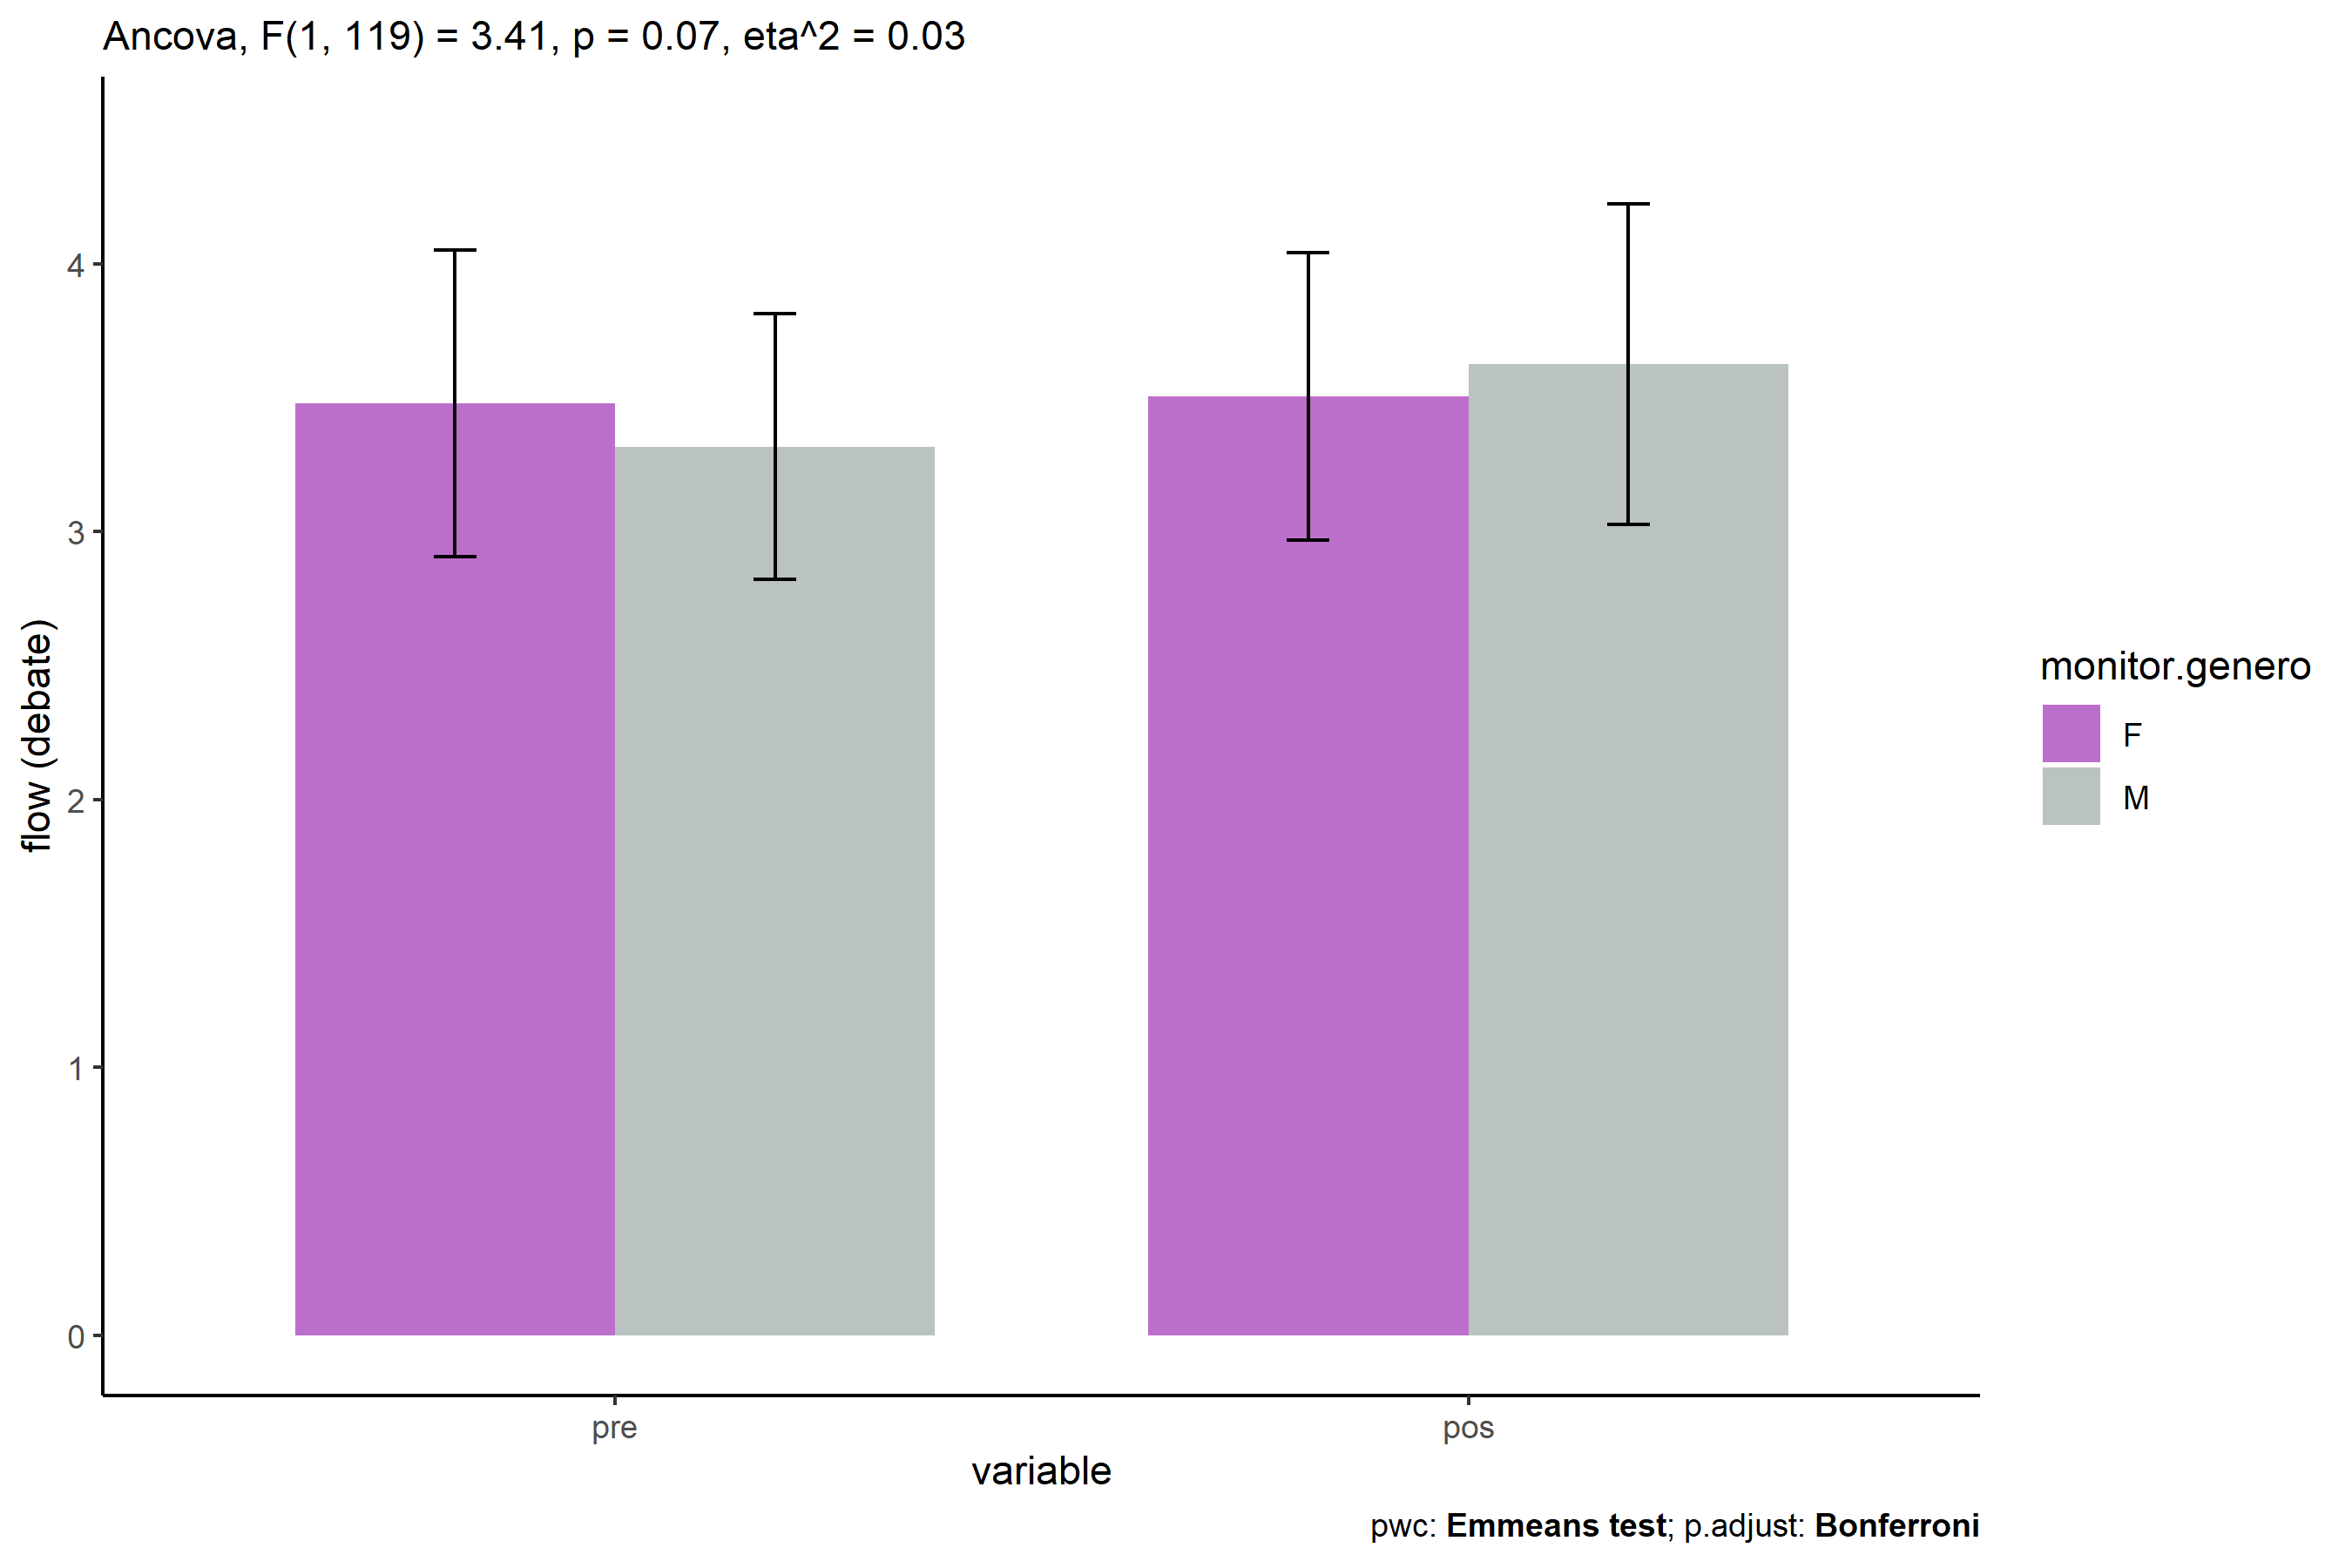 Ancova, F(1, 119) = 3.41, p = 0.07, eta^2 = 0.03
flow (debate)
4
3
2
1
0
pre
pos
variable
monitor.genero
F
M
pwc: Emmeans test; p.adjust: Bonferroni